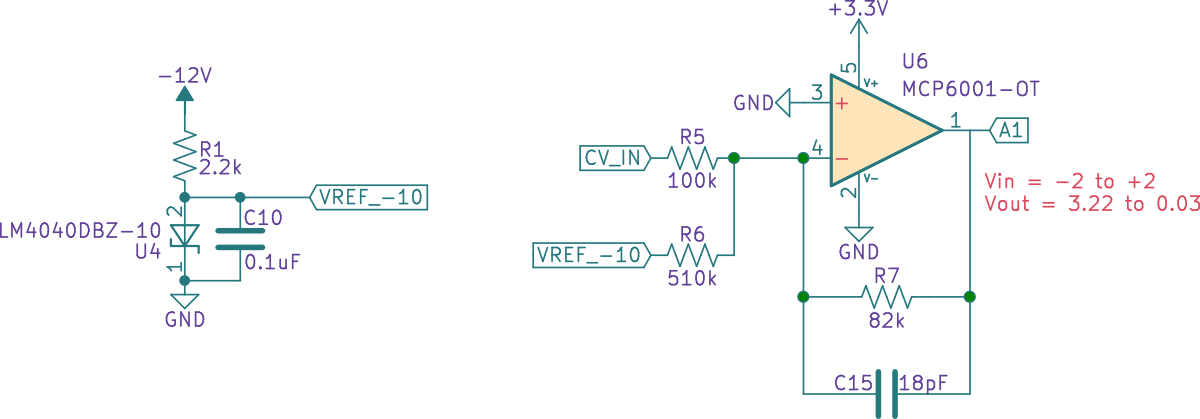 -12V
R1
2.2k
VREF_-10
2
LM4040DBZ-10
U4
C10
0.1uF
1
GND
+3.3V
U6
MCP6001-OT
5
V+
GND
3
+
1
A1
CV_IN
R5
100k
4
-
V-
2
GND
VREF_-10
R6
510k
Vin = -2 to +2
Vout = 3.22 to 0.03
R7
82k
C15
18pF